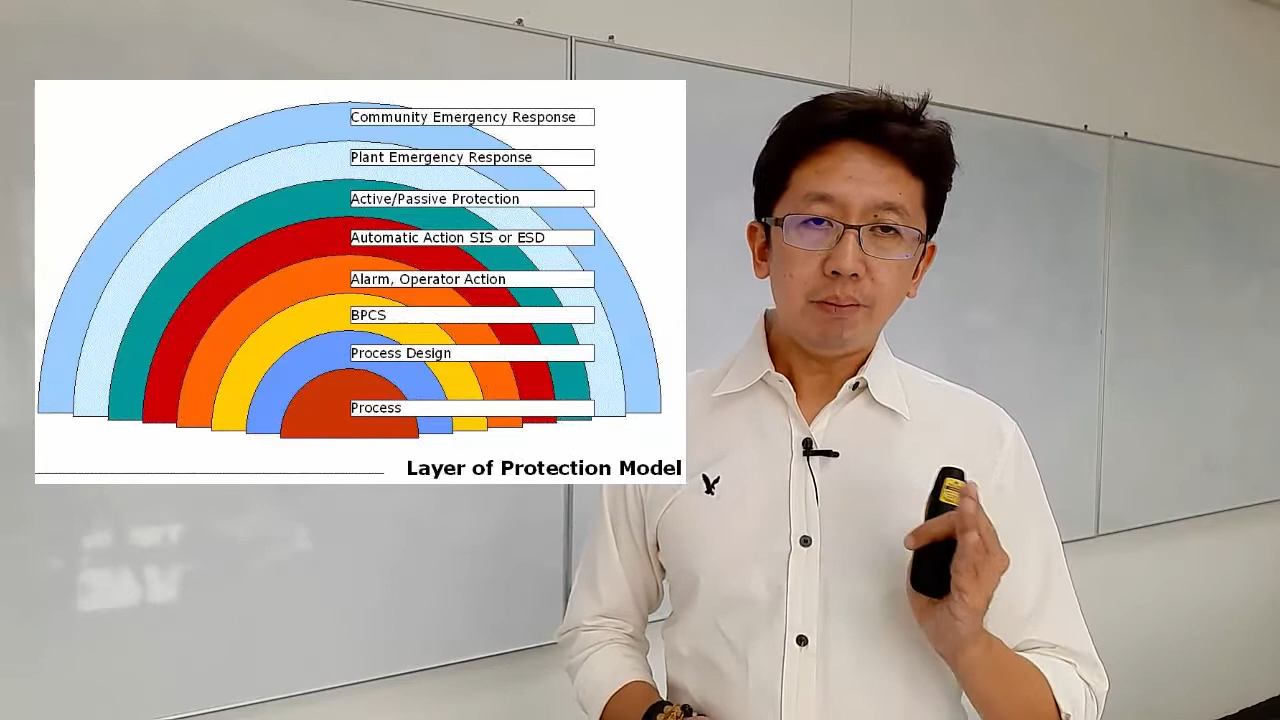 Community Emergency Response
Plant Emergency Response
Active/Passive Protection
Automatic Action SIS or ESD
Alarm, Operator Action
BPCS
Process Design
Process
Layer of Protection Model